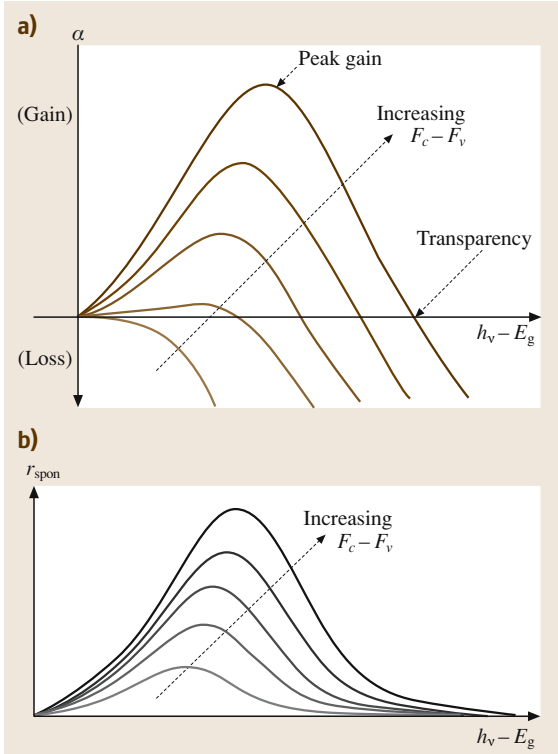 a)
α
Peak gain
(Gain)
Increasing
F_c – F_v
Transparency
h_ν – E_g
(Loss)
b)
r_spon
Increasing
F_c – F_v
h_ν – E_g